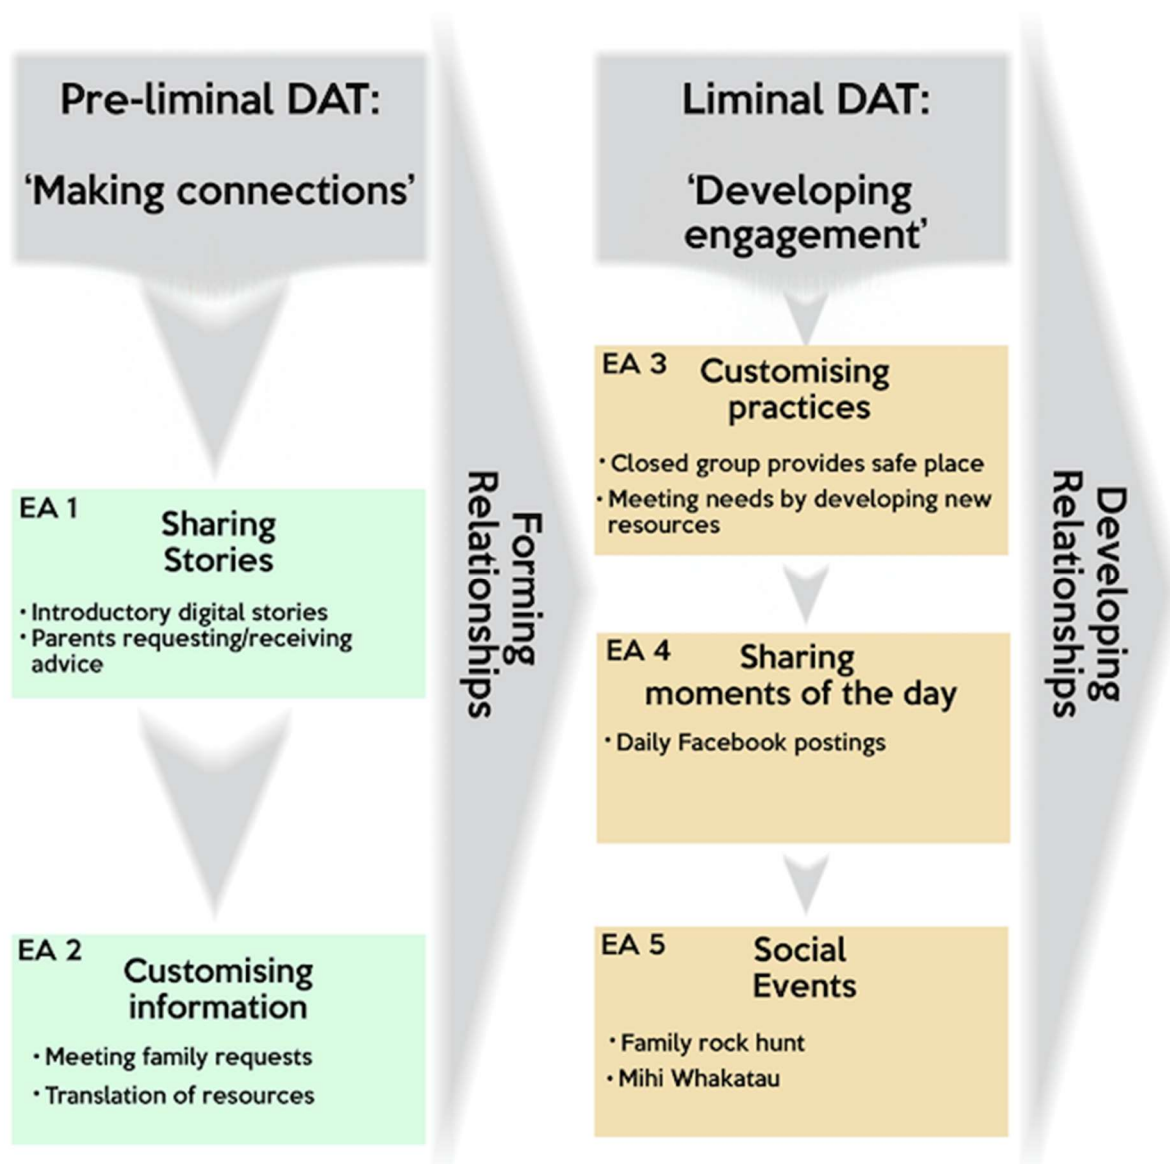 Pre-liminal DAT:
‘Making connections’
EA 1
Sharing
Stories
• Introductory digital stories
• Parents requesting/receiving
advice
EA 2
Customising
information
• Meeting family requests
• Translation of resources
Forming
Relationships
Liminal DAT:
‘Developing
engagement’
EA 3
Customising
practices
• Closed group provides safe place
• Meeting needs by developing new
resources
EA 4
Sharing
moments of the day
• Daily Facebook postings
EA 5
Social
Events
• Family rock hunt
• Mihi Whakatau
Developing
Relationships